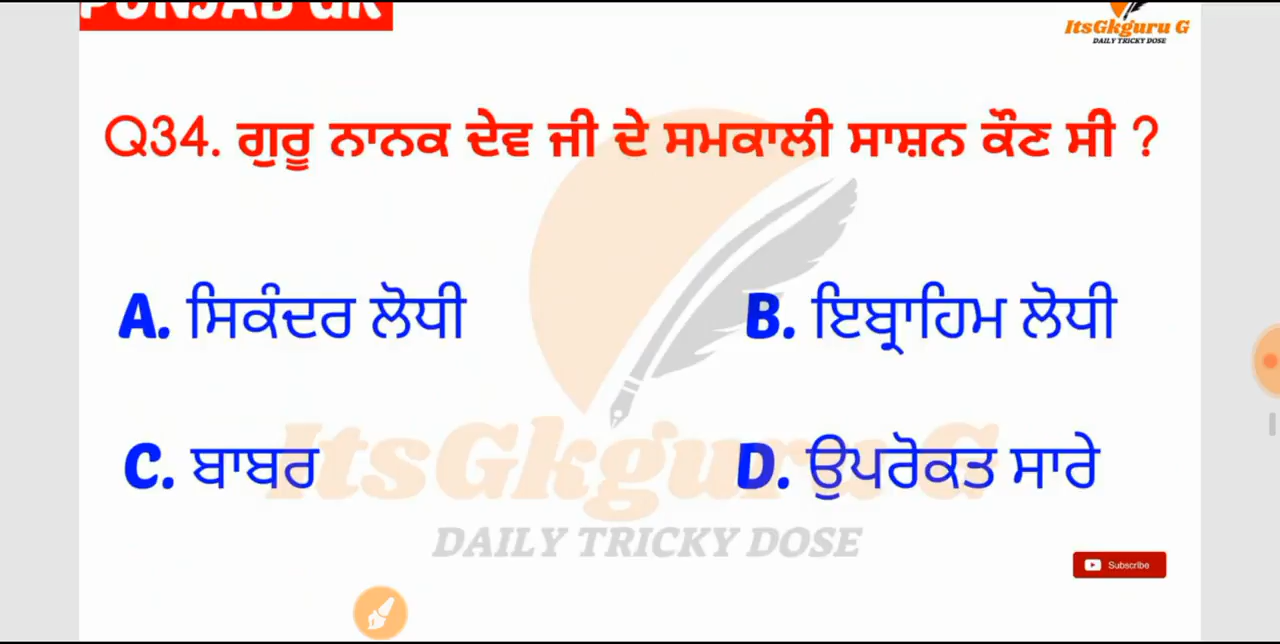 PUNJAB GK
ItsGkguru G
DAILY TRICKY DOSE
Q34. ਗੁਰੂ ਨਾਨਕ ਦੇਵ ਜੀ ਦੇ ਸਮਕਾਲੀ ਸਾਸ਼ਨ ਕੌਣ ਸੀ ?
A. ਸਿਕੰਦਰ ਲੋਧੀ
B. ਇਬ੍ਰਾਹਿਮ ਲੋਧੀ
C. ਬਾਬਰ
D. ਉਪਰੋਕਤ ਸਾਰੇ
ItsGkguru G
DAILY TRICKY DOSE
Subscribe